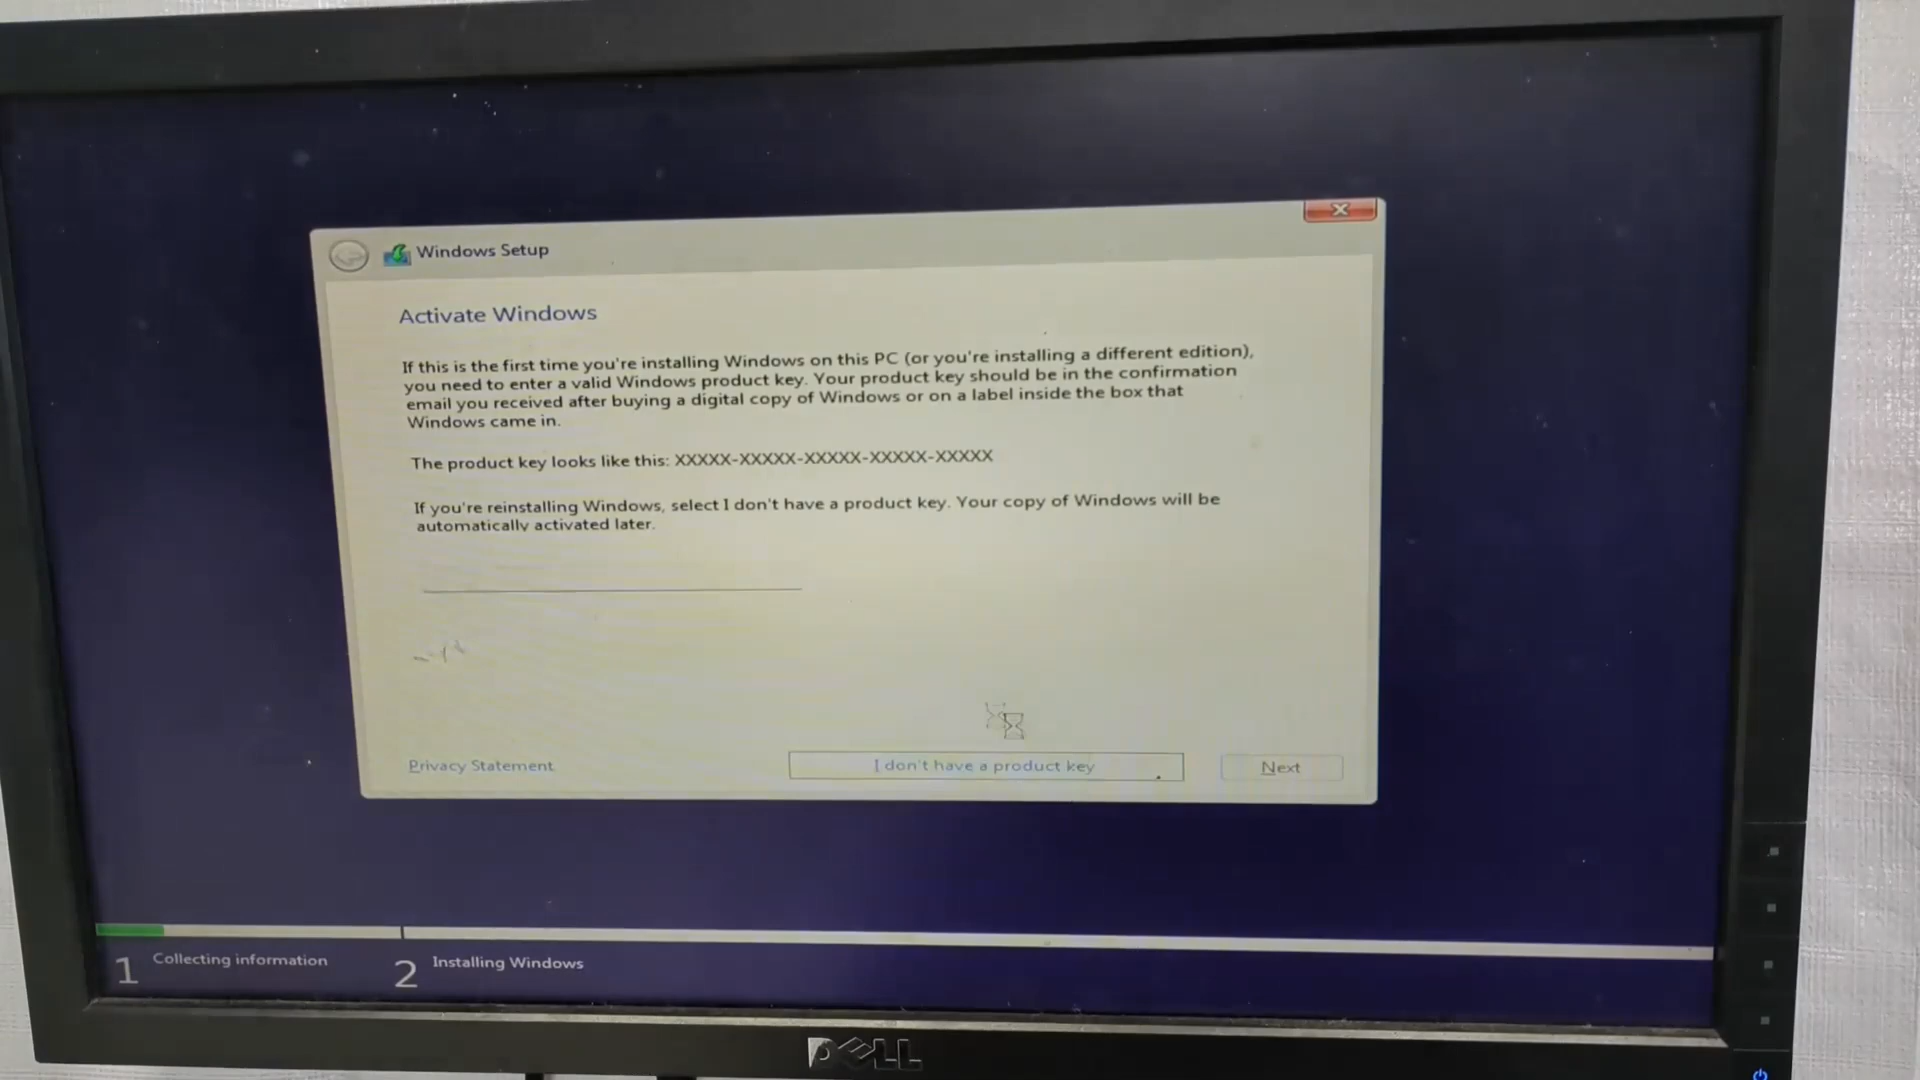 Windows Setup
Activate Windows
If this is the first time you're installing Windows on this PC (or you're installing a different edition),
you need to enter a valid Windows product key. Your product key should be in the confirmation
email you received after buying a digital copy of Windows or on a label inside the box that
Windows came in.
The product key looks like this: XXXXX-XXXXX-XXXXX-XXXXX-XXXXX
If you're reinstalling Windows, select I don't have a product key. Your copy of Windows will be
automatically activated later.
Privacy Statement
I don't have a product key
Next
1 Collecting information
2 Installing Windows
DELL